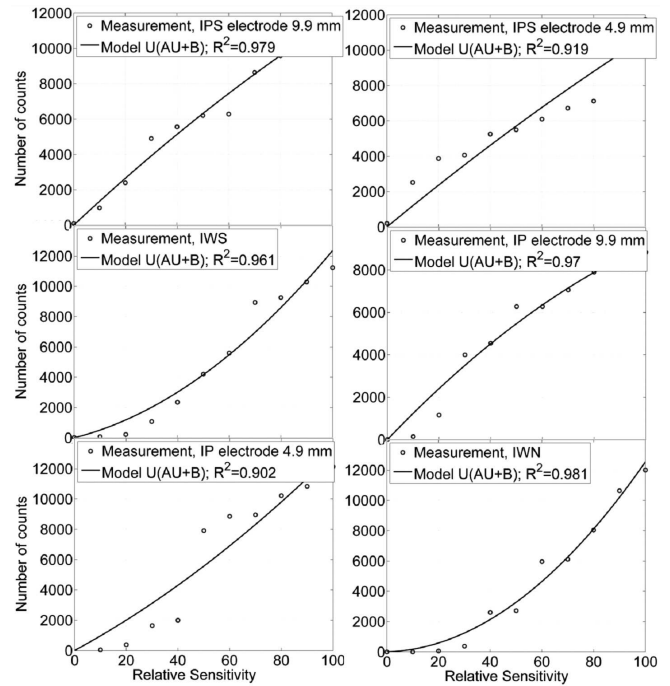 12000
Measurement, IPS electrode 9.9 mm
Model U(AU+B); R²=0.979
10000
8000
6000
4000
2000
0
Number of counts
12000
Measurement, IPS electrode 4.9 mm
Model U(AU+B); R²=0.919
10000
8000
6000
4000
2000
0
12000
Measurement, IWS
Model U(AU+B); R²=0.961
10000
8000
6000
4000
2000
0
Number of counts
Measurement, IP electrode 9.9 mm
Model U(AU+B); R²=0.97
8000
6000
4000
2000
0
12000
Measurement, IP electrode 4.9 mm
Model U(AU+B); R²=0.902
10000
8000
6000
4000
2000
0
Number of counts
0 20 40 60 80 100
Relative Sensitivity
12000
Measurement, IWN
Model U(AU+B); R²=0.981
10000
8000
6000
4000
2000
0
0 20 40 60 80 100
Relative Sensitivity